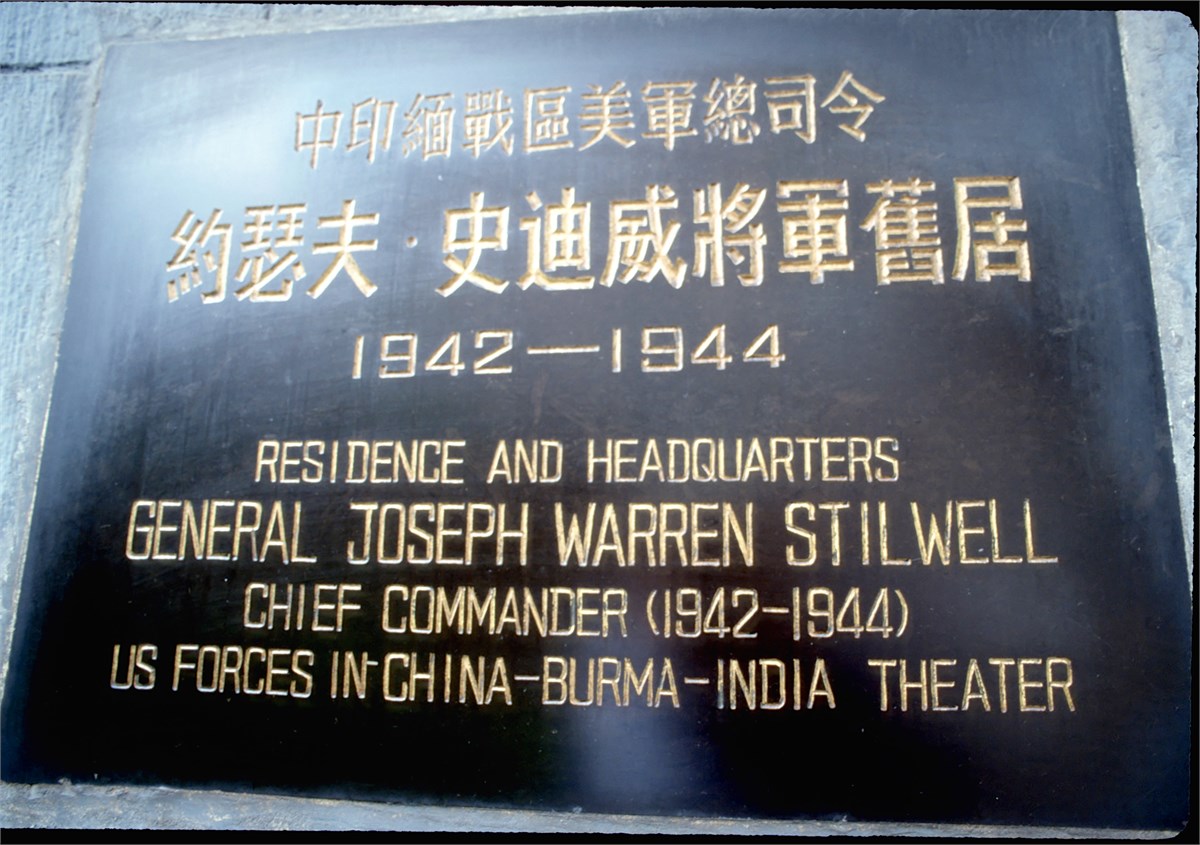 中印緬戰區美軍總司令
約瑟夫·史迪威將軍舊居
1942—1944
RESIDENCE AND HEADQUARTERS
GENERAL JOSEPH WARREN STILWELL
CHIEF COMMANDER (1942-1944)
US FORCES IN CHINA-BURMA-INDIA THEATER